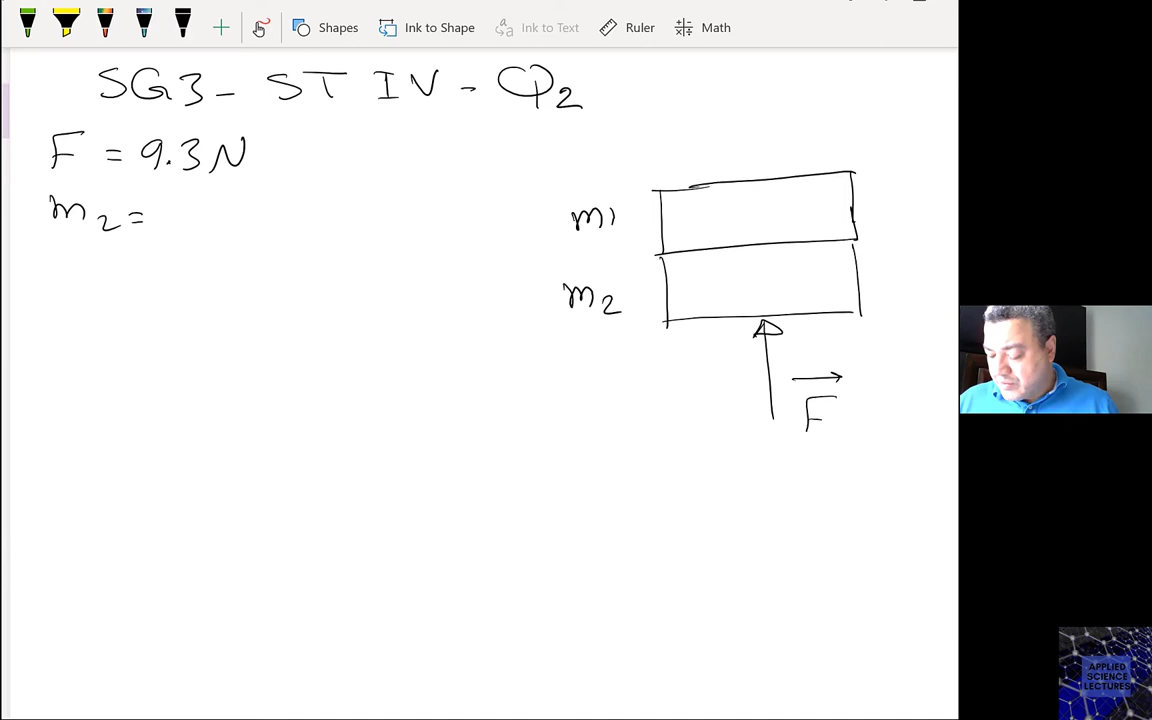 Shapes Ink to Shape Ink to Text Ruler Math
SG3- ST IV - Q2
F = 9.3N
m2 =
m1
m2
F
APPLIED
SCIENCE
LECTURES